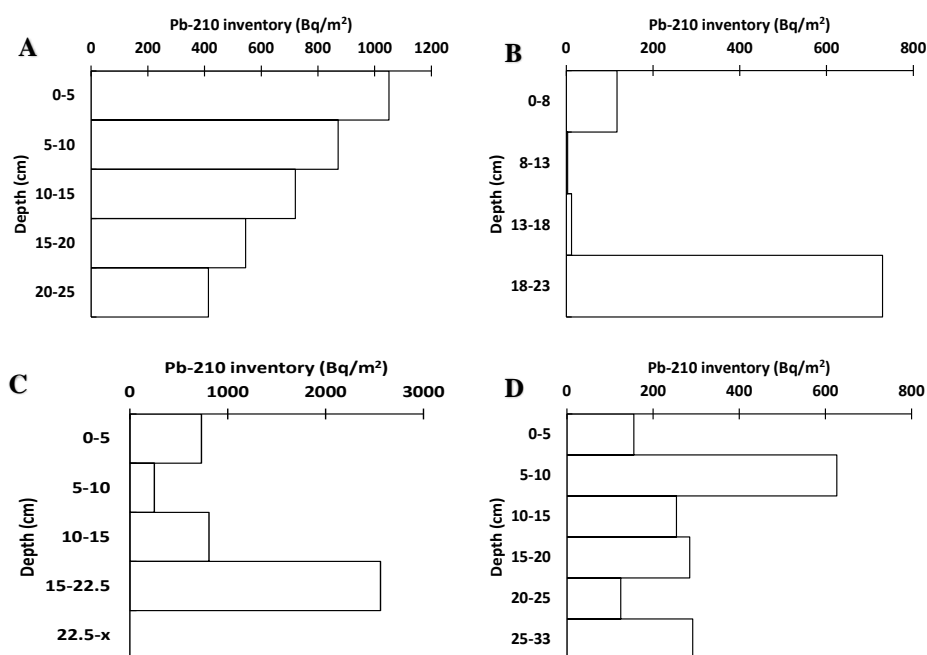 A
Pb-210 inventory (Bq/m²)
0 200 400 600 800 1000 1200
Depth (cm)
0-5
5-10
10-15
15-20
20-25
B
Pb-210 inventory (Bq/m²)
0 200 400 600 800
Depth (cm)
0-8
8-13
13-18
18-23
C
Pb-210 inventory (Bq/m²)
0 1000 2000 3000
Depth (cm)
0-5
5-10
10-15
15-22.5
22.5-x
D
Pb-210 inventory (Bq/m²)
0 200 400 600 800
Depth (cm)
0-5
5-10
10-15
15-20
20-25
25-33